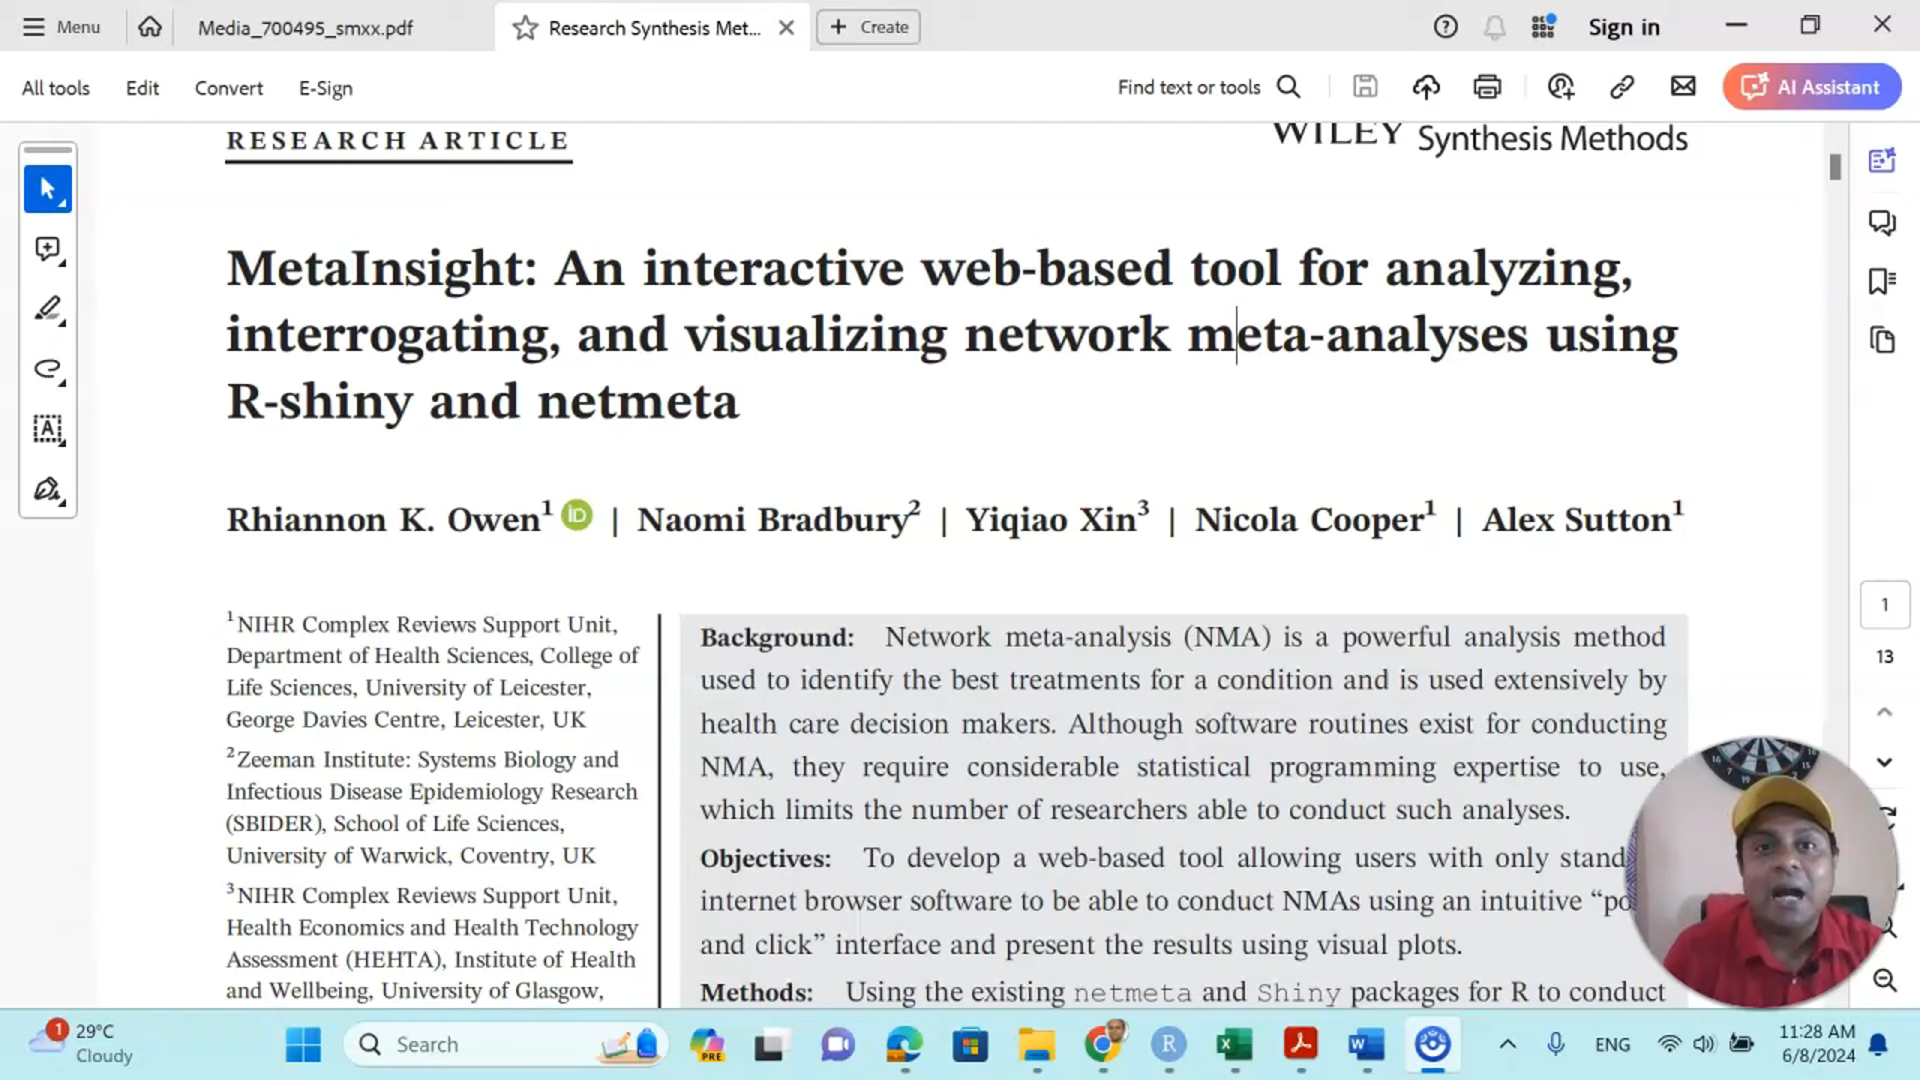 Menu
Media_700495_smxx.pdf
Research Synthesis Met...
Create
Sign in
All tools
Edit
Convert
E-Sign
Find text or tools
AI Assistant
RESEARCH ARTICLE
WILEY Synthesis Methods
MetaInsight: An interactive web-based tool for analyzing,
interrogating, and visualizing network meta-analyses using
R-shiny and netmeta
Rhiannon K. Owen1 iD | Naomi Bradbury2 | Yiqiao Xin3 | Nicola Cooper1 | Alex Sutton1
1NIHR Complex Reviews Support Unit,
Department of Health Sciences, College of
Life Sciences, University of Leicester,
George Davies Centre, Leicester, UK
2Zeeman Institute: Systems Biology and
Infectious Disease Epidemiology Research
(SBIDER), School of Life Sciences,
University of Warwick, Coventry, UK
3NIHR Complex Reviews Support Unit,
Health Economics and Health Technology
Assessment (HEHTA), Institute of Health
and Wellbeing, University of Glasgow,
Background: Network meta-analysis (NMA) is a powerful analysis method
used to identify the best treatments for a condition and is used extensively by
health care decision makers. Although software routines exist for conducting
NMA, they require considerable statistical programming expertise to use,
which limits the number of researchers able to conduct such analyses.
Objectives: To develop a web-based tool allowing users with only stand
internet browser software to be able to conduct NMAs using an intuitive “po
and click” interface and present the results using visual plots.
Methods: Using the existing netmeta and Shiny packages for R to conduct
1
13
1
29°C
Cloudy
Search
PRE
ENG
11:28 AM
6/8/2024